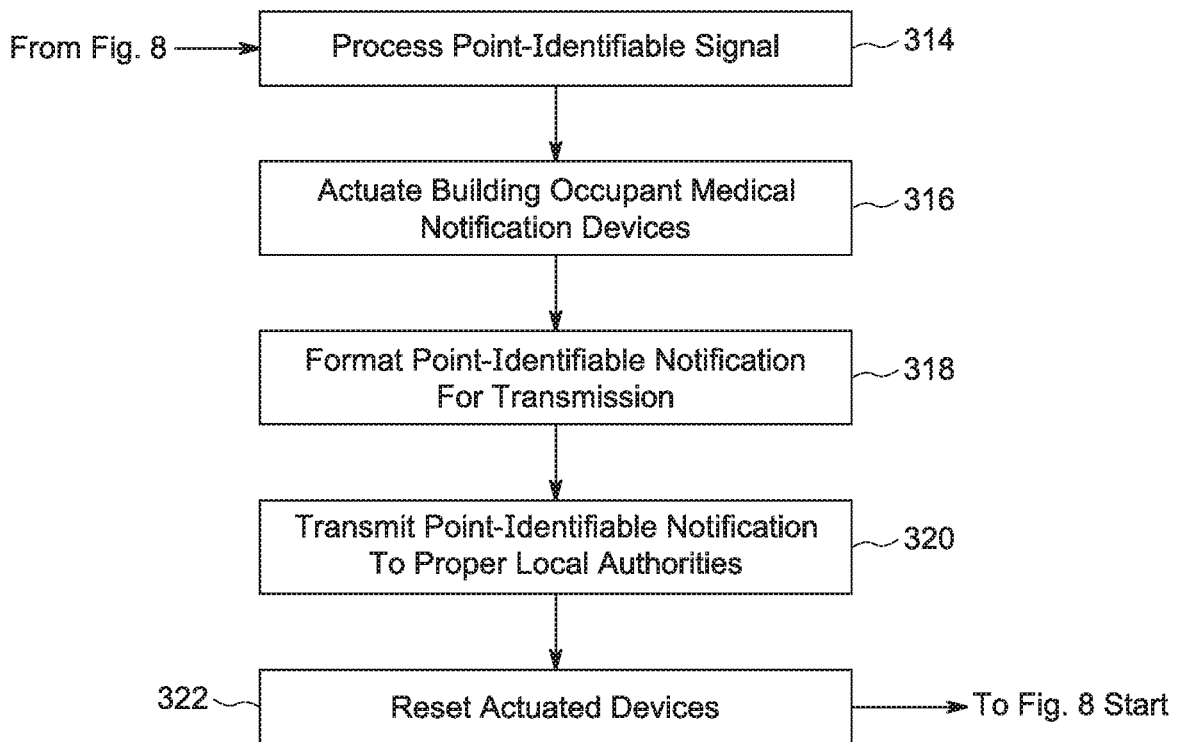 From Fig. 8
Process Point-Identifiable Signal
314
Actuate Building Occupant Medical
Notification Devices
316
Format Point-Identifiable Notification
For Transmission
318
Transmit Point-Identifiable Notification
To Proper Local Authorities
320
322
Reset Actuated Devices
To Fig. 8 Start